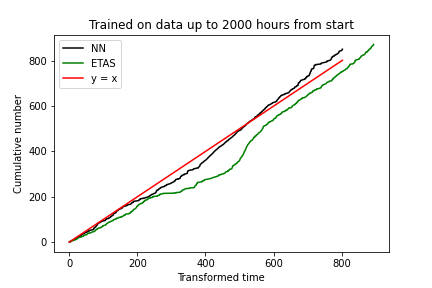 Trained on data up to 2000 hours from start
NN
ETAS
y = x
Cumulative number
800
600
400
200
0
0 200 400 600 800
Transformed time